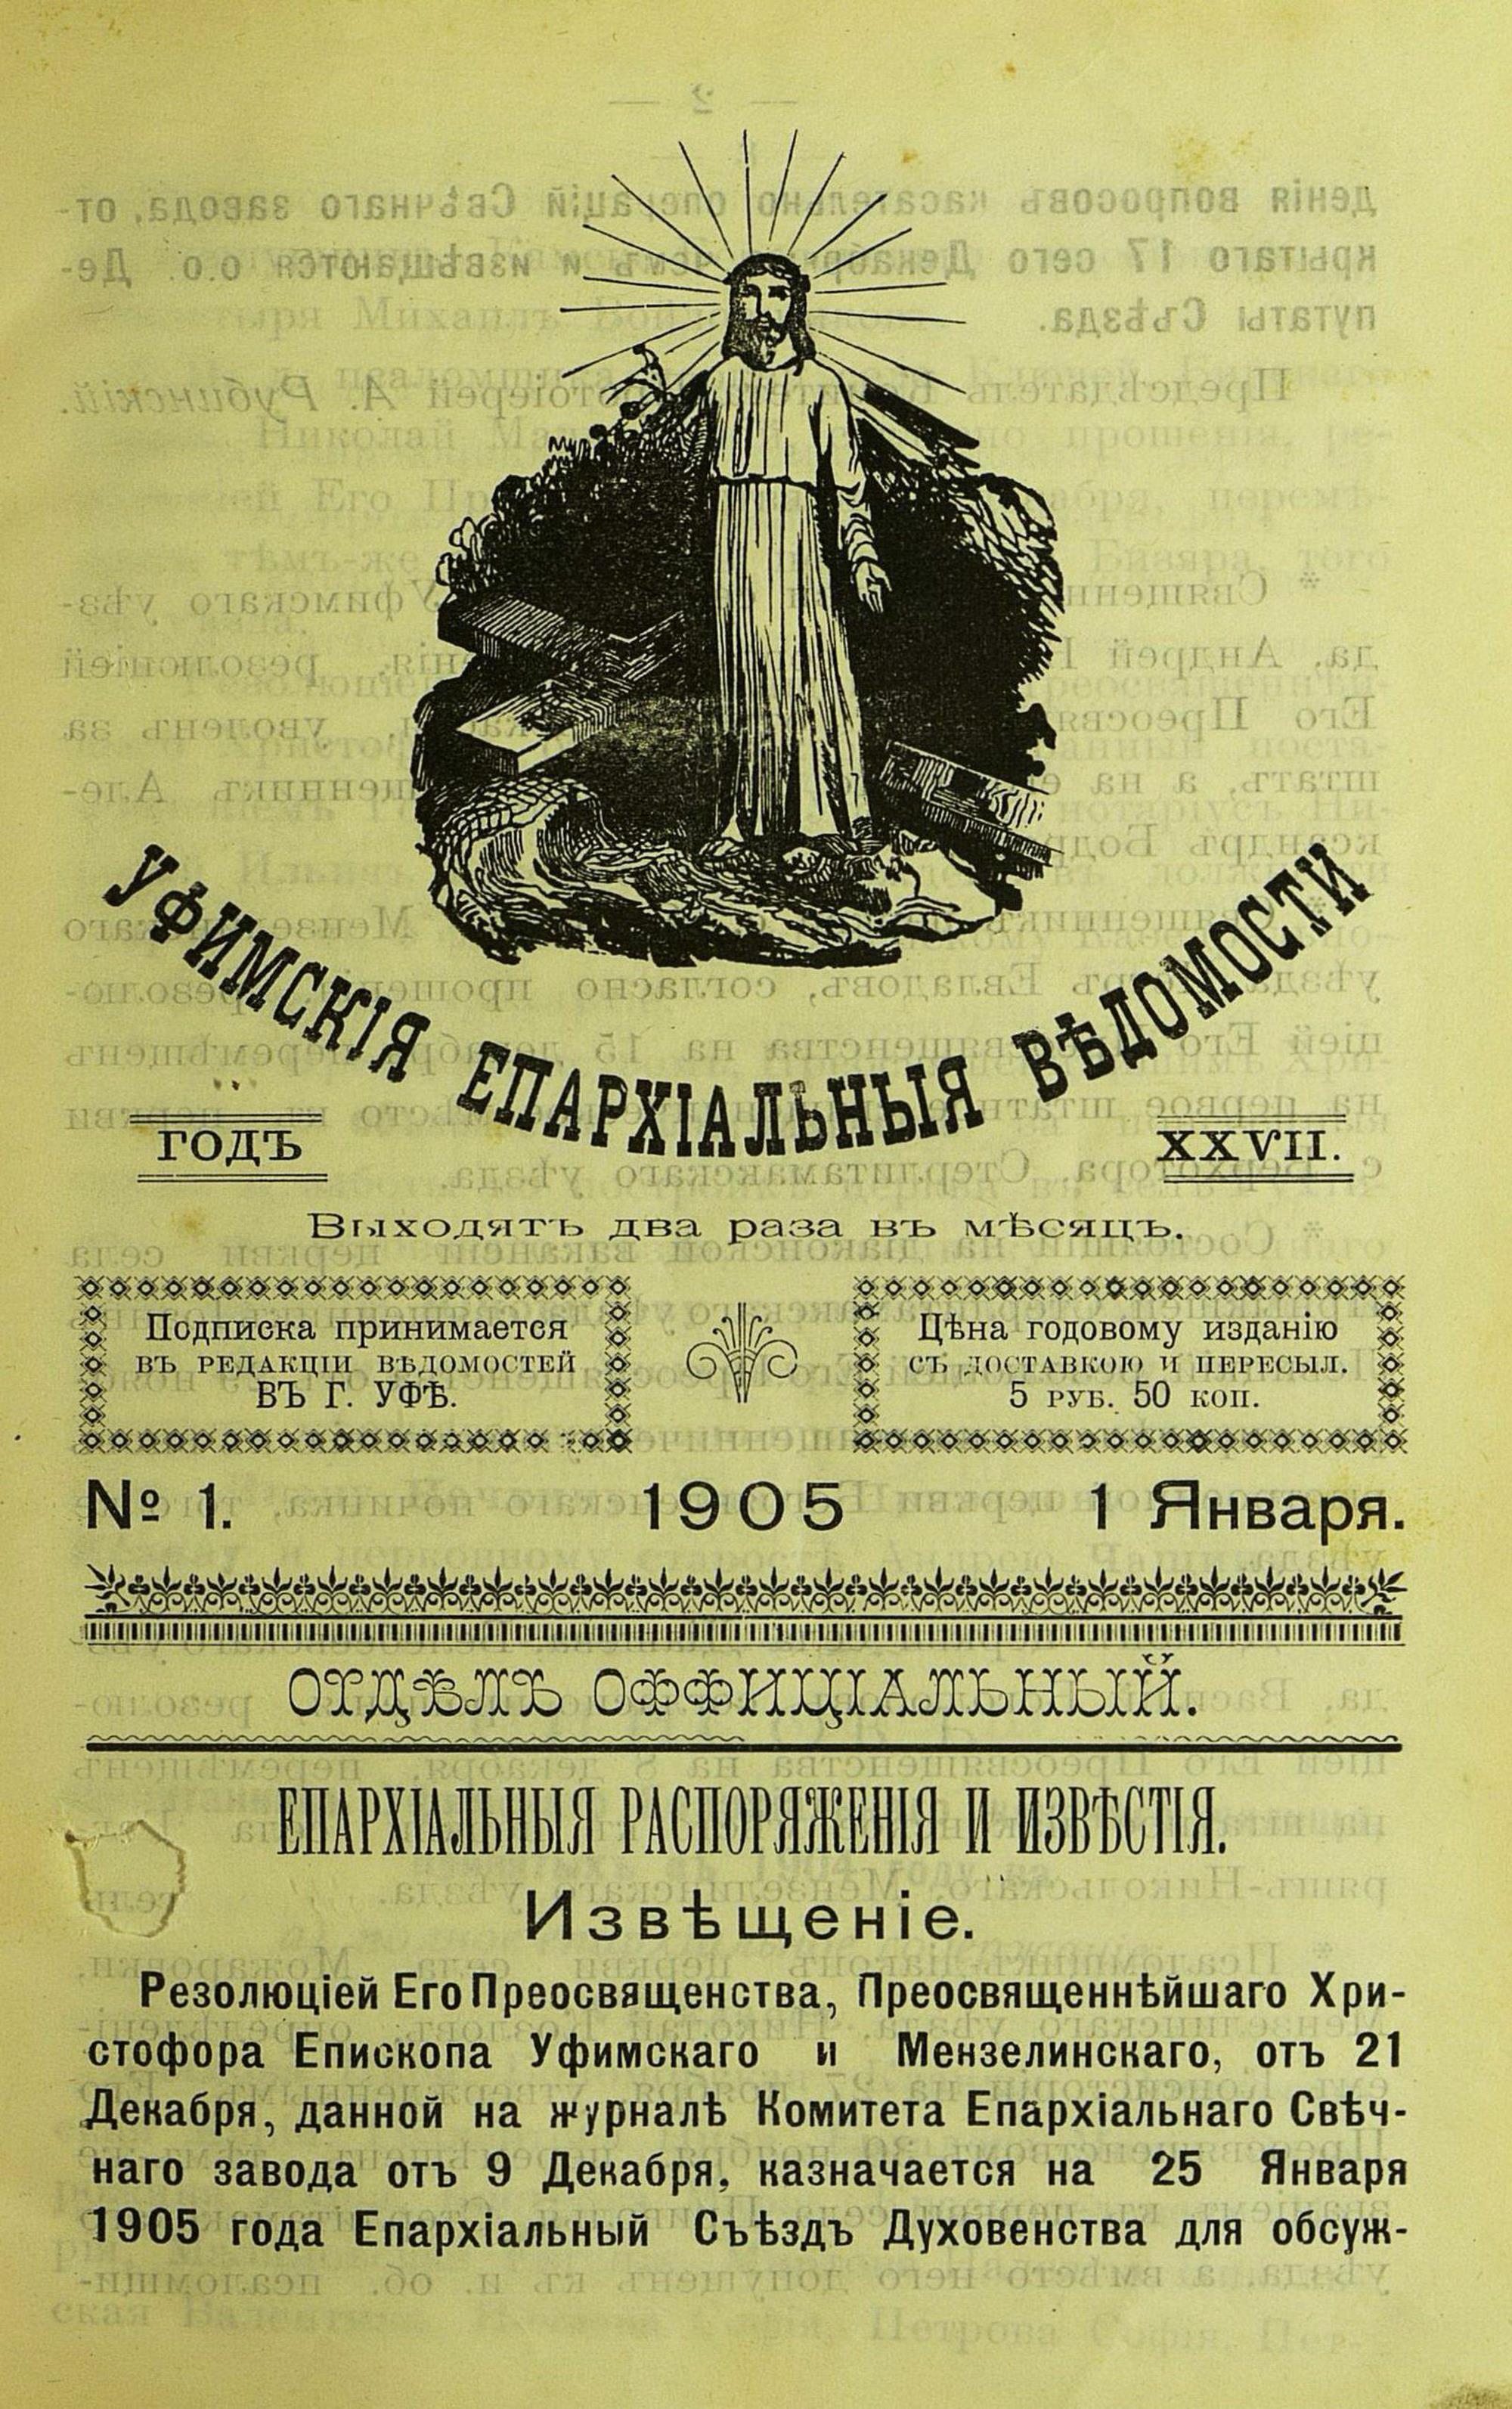 УФИМСКІЯ ЕПАРХІАЛЬНЫЯ ВѢДОМОСТИ
ГОДЪ XXVII.
Выходятъ два раза въ мѣсяцъ.
Подписка принимается
въ редакціи вѣдомостей
въ г. Уфѣ.
Цѣна годовому изданію
съ доставкою и пересыл.
5 руб. 50 коп.
№ 1. 1905 1 Января.
ОТДѢЛЪ ОФФИЦІАЛЬНЫЙ.
ЕПАРХІАЛЬНЫЯ РАСПОРЯЖЕНІЯ И ИЗВѢСТІЯ.
Извѣщеніе.
Резолюціей Его Преосвященства, Преосвященнѣйшаго Хри-
стофора Епископа Уфимскаго и Мензелинскаго, отъ 21
Декабря, данной на журналѣ Комитета Епархіальнаго Свѣч-
наго завода отъ 9 Декабря, казначается на 25 Января
1905 года Епархіальный Съѣздъ Духовенства для обсуж-